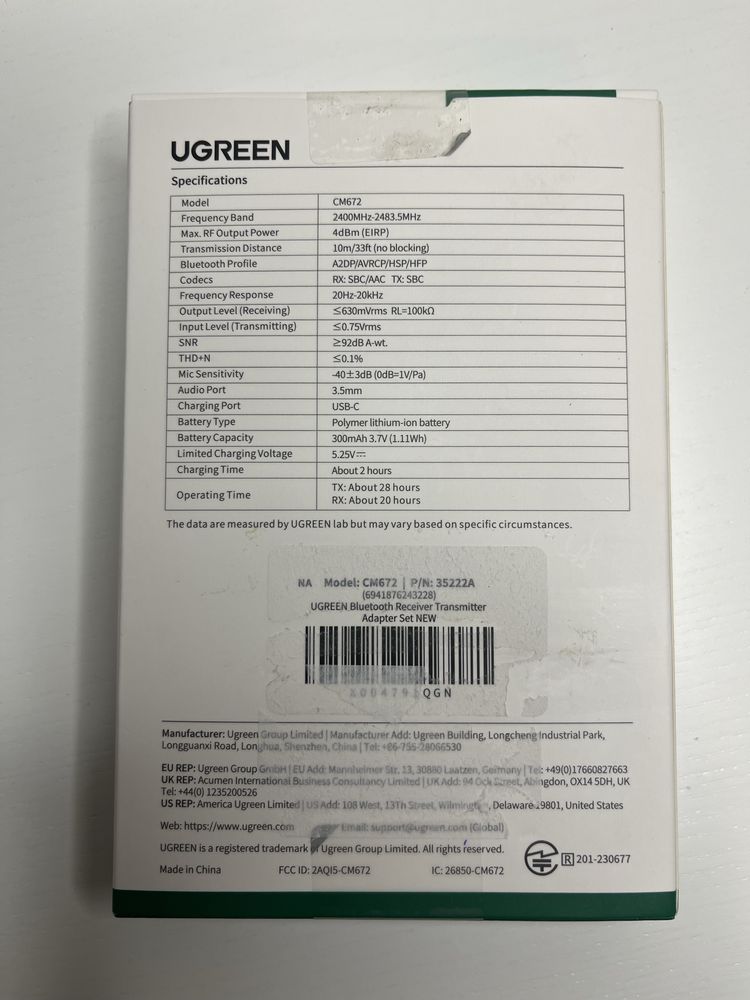 UGREEN
Specifications
Model CM672
Frequency Band 2400MHz-2483.5MHz
Max. RF Output Power 4dBm (EIRP)
Transmission Distance 10m/33ft (no blocking)
Bluetooth Profile A2DP/AVRCP/HSP/HFP
Codecs RX: SBC/AAC TX: SBC
Frequency Response 20Hz-20kHz
Output Level (Receiving) ≤630mVrms RL=100kΩ
Input Level (Transmitting) ≤0.75Vrms
SNR ≥92dB A-wt.
THD+N ≤0.1%
Mic Sensitivity -40±3dB (0dB=1V/Pa)
Audio Port 3.5mm
Charging Port USB-C
Battery Type Polymer lithium-ion battery
Battery Capacity 300mAh 3.7V (1.11Wh)
Limited Charging Voltage 5.25V⎓
Charging Time About 2 hours
Operating Time TX: About 28 hours
RX: About 20 hours
The data are measured by UGREEN lab but may vary based on specific circumstances.
NA Model: CM672 | P/N: 35222A
(6941876243228)
UGREEN Bluetooth Receiver Transmitter
Adapter Set NEW
QGN
Manufacturer: Ugreen Group Limited | Manufacturer Add: Ugreen Building, Longcheng Industrial Park,
Longguanxi Road, Longhua, Shenzhen, China | Tel: +86-755-28066530
EU REP: Ugreen Group GmbH | EU Add: Mannheimer Str. 13, 30880 Laatzen, Germany | Tel: +49(0)17660827663
UK REP: Acumen International Business Consultancy Limited | UK Add: 94 Ock Street, Abingdon, OX14 5DH, UK
Tel: +44(0) 1235200526
US REP: America Ugreen Limited | US Add: 108 West, 13Th Street, Delaware 19801, United States
Web: https://www.ugreen.com Email: support@ugreen.com (Global)
UGREEN is a registered trademark of Ugreen Group Limited. All rights reserved.
R 201-230677
Made in China FCC ID: 2AQI5-CM672 IC: 26850-CM672